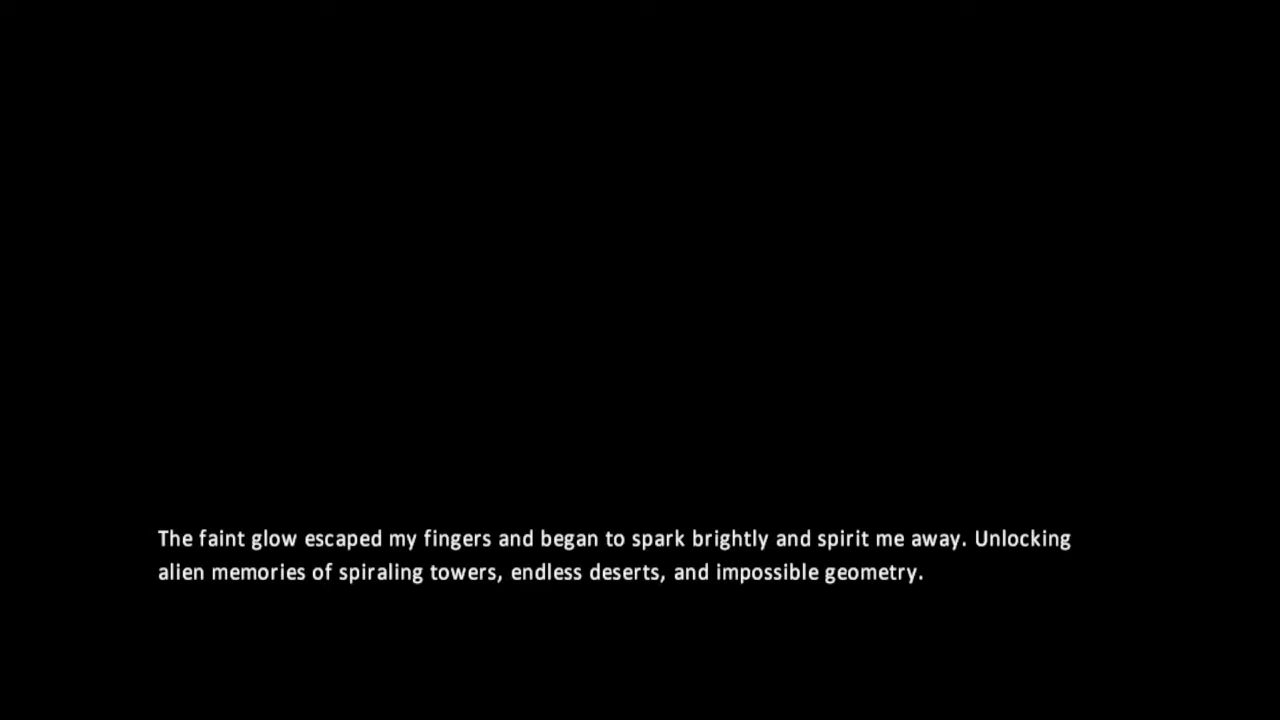 The faint glow escaped my fingers and began to spark brightly and spirit me away. Unlocking
alien memories of spiraling towers, endless deserts, and impossible geometry.